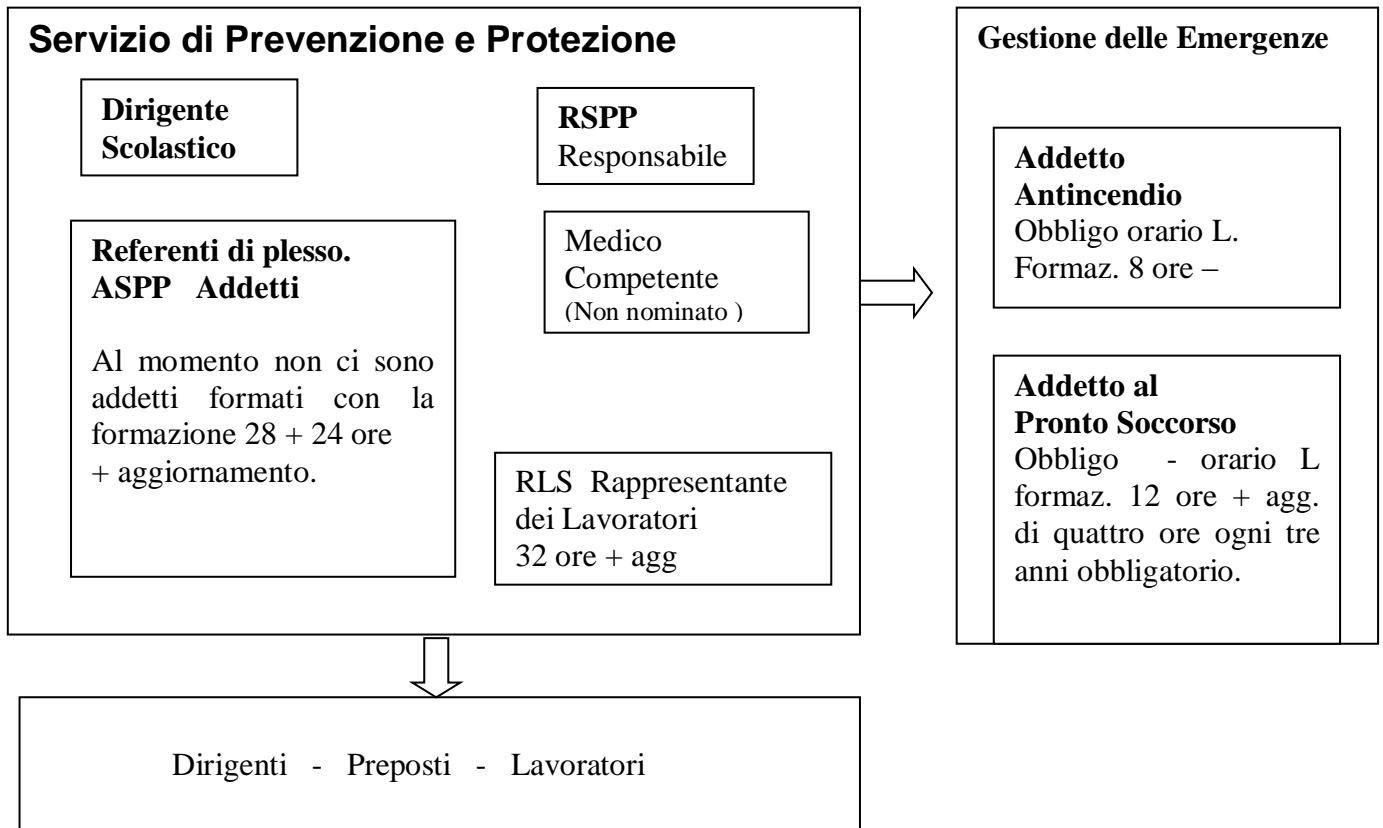 Servizio di Prevenzione e Protezione
Dirigente
Scolastico
RSPP
Responsabile
Referenti di plesso.
ASPP Addetti
Al momento non ci sono
addetti formati con la
formazione 28 + 24 ore
+ aggiornamento.
Medico
Competente
(Non nominato )
RLS Rappresentante
dei Lavoratori
32 ore + agg
Gestione delle Emergenze
Addetto
Antincendio
Obbligo orario L.
Formaz. 8 ore –
Addetto al
Pronto Soccorso
Obbligo - orario L
formaz. 12 ore + agg.
di quattro ore ogni tre
anni obbligatorio.
Dirigenti - Preposti - Lavoratori